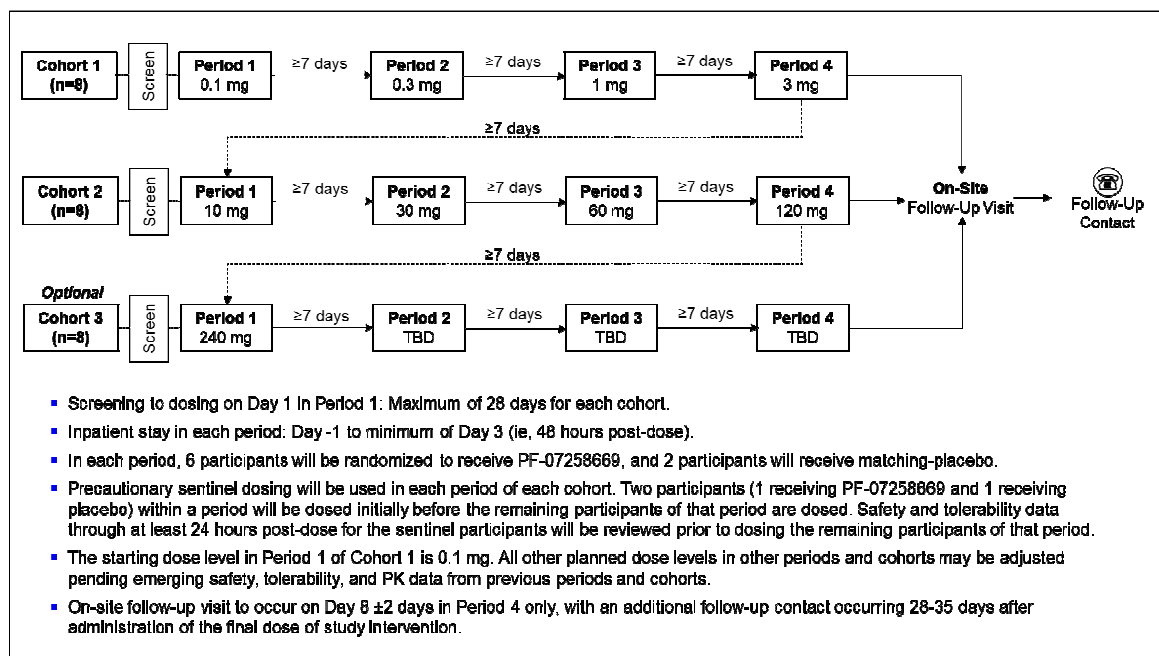 Cohort 1
(n=8)
Screen
Period 1
0.1 mg
≥7 days
Period 2
0.3 mg
≥7 days
Period 3
1 mg
≥7 days
Period 4
3 mg
≥7 days
Cohort 2
(n=8)
Screen
Period 1
10 mg
≥7 days
Period 2
30 mg
≥7 days
Period 3
60 mg
≥7 days
Period 4
120 mg
On-Site
Follow-Up Visit
Follow-Up
Contact
≥7 days
Optional
Cohort 3
(n=8)
Screen
Period 1
240 mg
≥7 days
Period 2
TBD
≥7 days
Period 3
TBD
≥7 days
Period 4
TBD
▪ Screening to dosing on Day 1 in Period 1: Maximum of 28 days for each cohort.
▪ Inpatient stay in each period: Day -1 to minimum of Day 3 (ie, 48 hours post-dose).
▪ In each period, 6 participants will be randomized to receive PF-07258669, and 2 participants will receive matching-placebo.
▪ Precautionary sentinel dosing will be used in each period of each cohort. Two participants (1 receiving PF-07258669 and 1 receiving
placebo) within a period will be dosed initially before the remaining participants of that period are dosed. Safety and tolerability data
through at least 24 hours post-dose for the sentinel participants will be reviewed prior to dosing the remaining participants of that period.
▪ The starting dose level in Period 1 of Cohort 1 is 0.1 mg. All other planned dose levels in other periods and cohorts may be adjusted
pending emerging safety, tolerability, and PK data from previous periods and cohorts.
▪ On-site follow-up visit to occur on Day 8 ±2 days in Period 4 only, with an additional follow-up contact occurring 28-35 days after
administration of the final dose of study intervention.